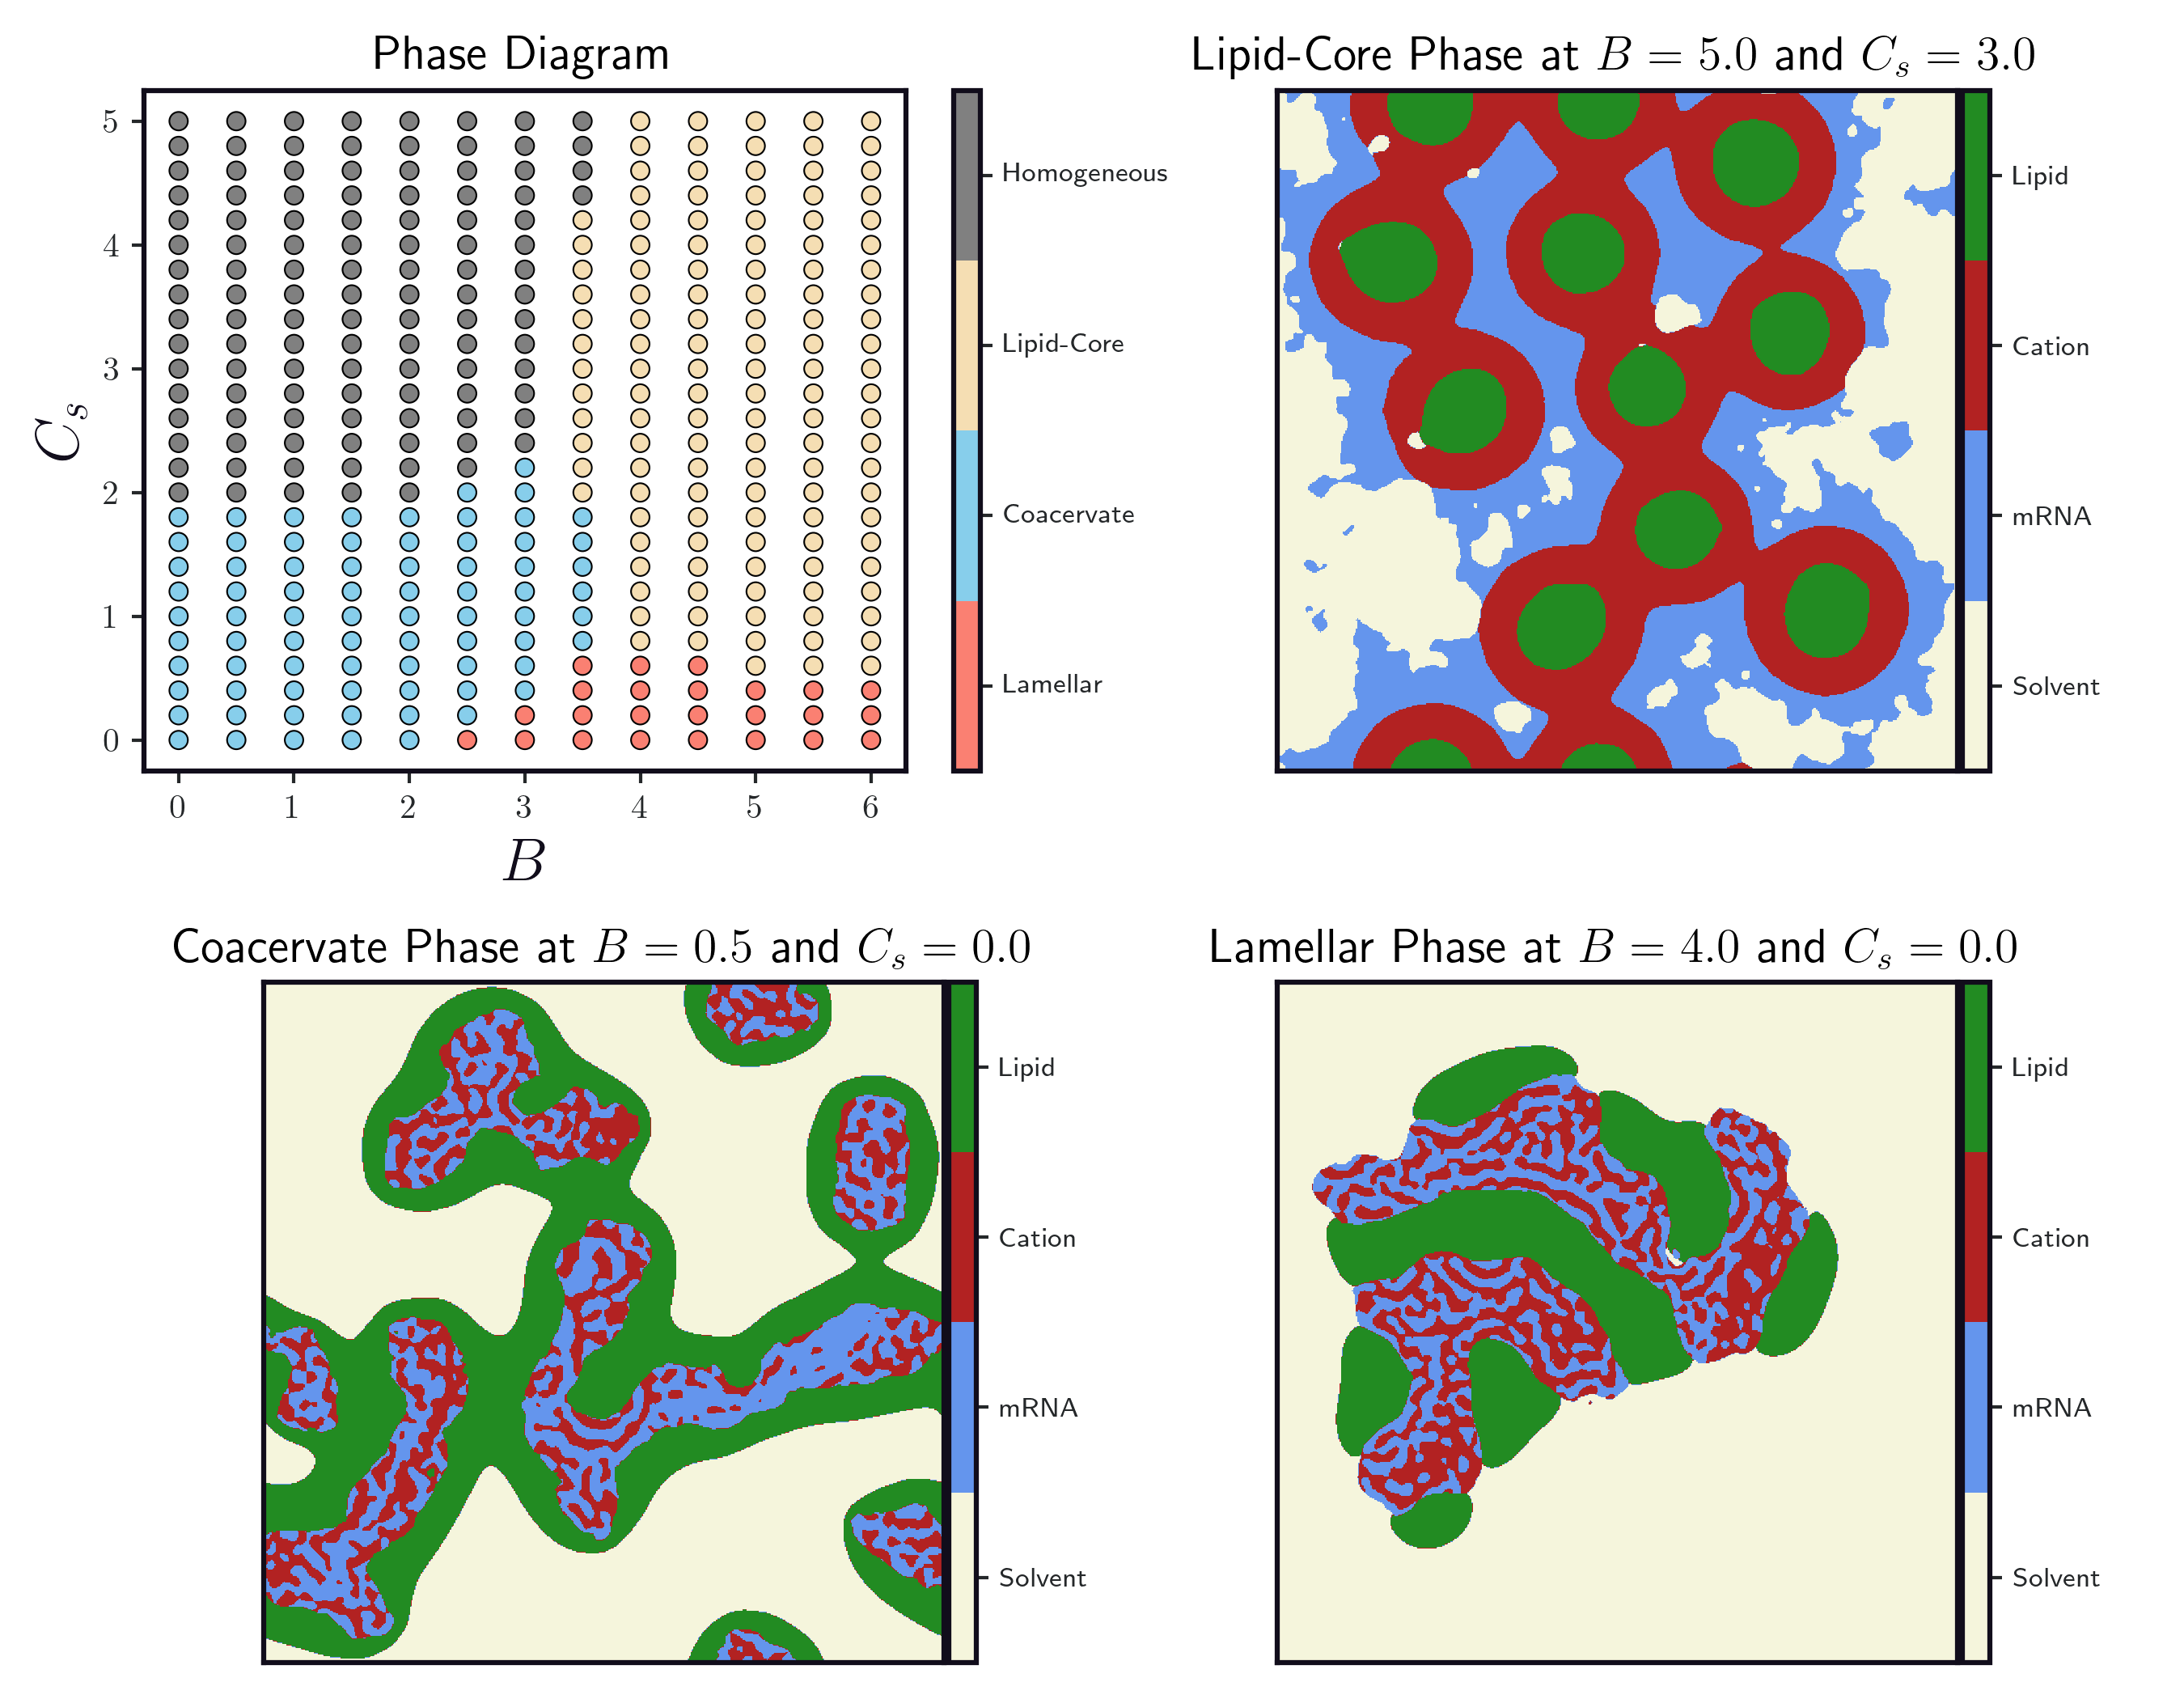 Phase Diagram
5
4
3
2
1
0
C_s
0 1 2 3 4 5 6
B
Homogeneous
Lipid-Core
Coacervate
Lamellar
Lipid-Core Phase at B = 5.0 and C_s = 3.0
Lipid
Cation
mRNA
Solvent
Coacervate Phase at B = 0.5 and C_s = 0.0
Lipid
Cation
mRNA
Solvent
Lamellar Phase at B = 4.0 and C_s = 0.0
Lipid
Cation
mRNA
Solvent